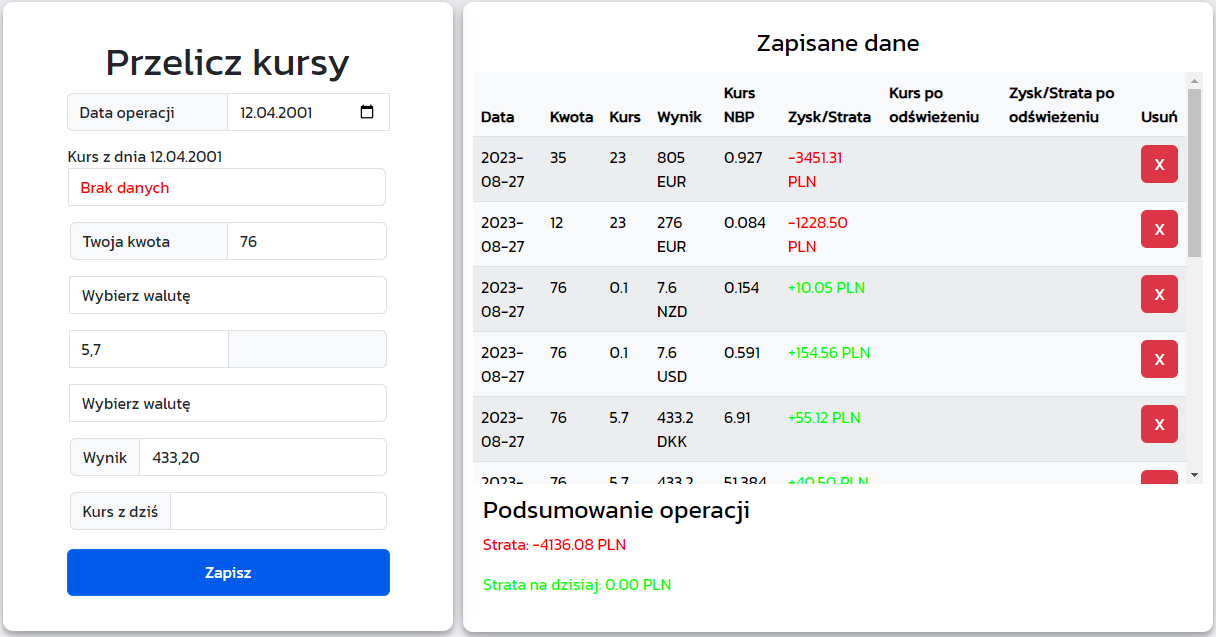 Przelicz kursy
Data operacji 12.04.2001
Kurs z dnia 12.04.2001
Brak danych
Twoja kwota 76
Wybierz walutę
5,7
Wybierz walutę
Wynik 433,20
Kurs z dziś
Zapisz
Zapisane dane
Data Kwota Kurs Wynik Kurs NBP Zysk/Strata Kurs po odświeżeniu Zysk/Strata po odświeżeniu Usuń
2023-08-27 35 23 805 EUR 0.927 -3451.31 PLN X
2023-08-27 12 23 276 EUR 0.084 -1228.50 PLN X
2023-08-27 76 0.1 7.6 NZD 0.154 +10.05 PLN X
2023-08-27 76 0.1 7.6 USD 0.591 +154.56 PLN X
2023-08-27 76 5.7 433.2 DKK 6.91 +55.12 PLN X
2023- 76 5.7 433.2 51.384 +40.50 PLN
Podsumowanie operacji
Strata: -4136.08 PLN
Strata na dzisiaj: 0.00 PLN